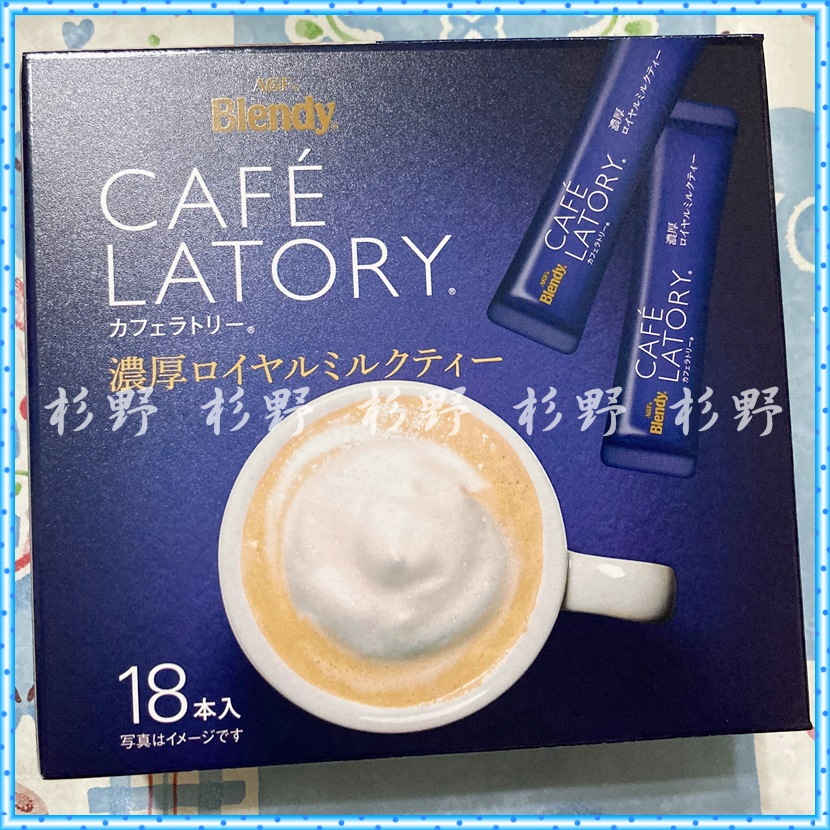 AGF®
Blendy®
CAFÉ
LATORY®
カフェラトリー®
濃厚ロイヤルミルクティー
杉野 杉野 杉野 杉野 杉野
18本入
写真はイメージです
AGF®
Blendy®
CAFÉ
LATORY®
カフェラトリー®
濃厚
ロイヤルミルクティー
AGF®
Blendy®
CAFÉ
LATORY®
カフェラトリー®
濃厚
ロイヤルミルクティー